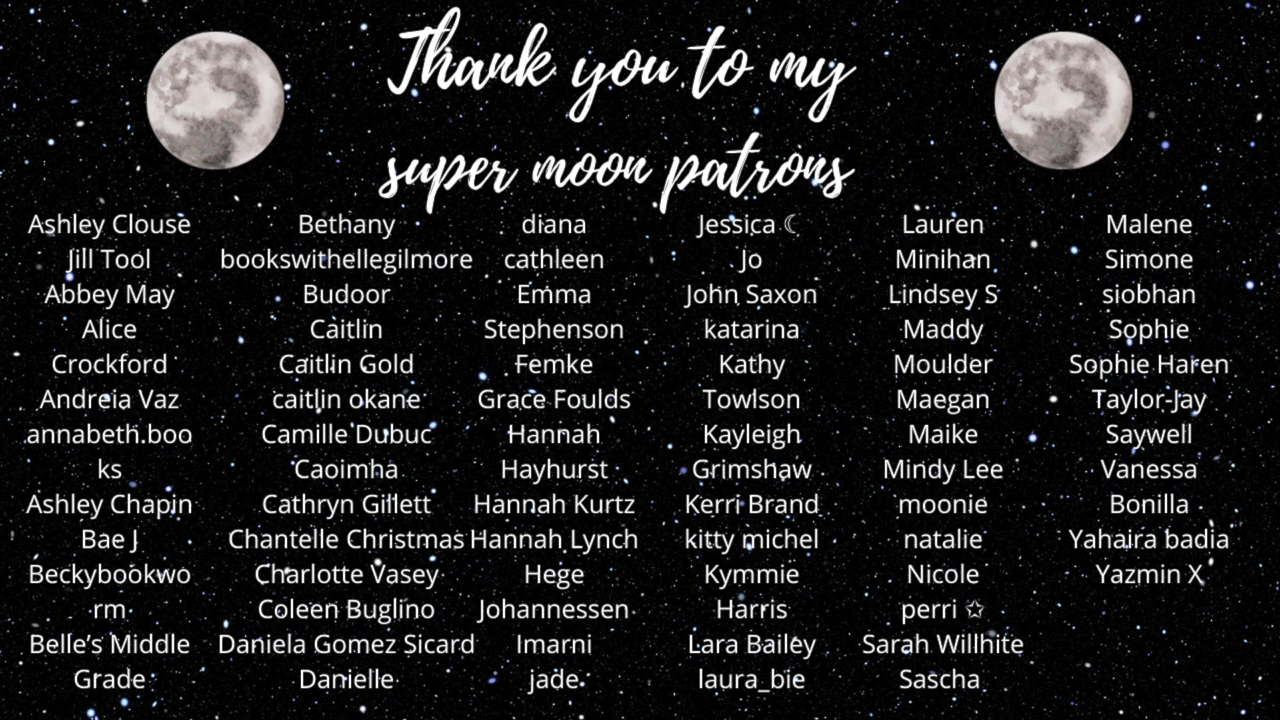 Thank you to my
super moon patrons
Ashley Clouse
Jill Tool
Abbey May
Alice
Crockford
Andreia Vaz
annabeth.boo
ks
Ashley Chapin
Bae J
Beckybookwo
rm
Belle’s Middle
Grade
Bethany
bookswithellegilmore
Budoor
Caitlin
Caitlin Gold
caitlin okane
Camille Dubuc
Caoimha
Cathryn Gillett
Chantelle Christmas
Charlotte Vasey
Coleen Buglino
Daniela Gomez Sicard
Danielle
diana
cathleen
Emma
Stephenson
Femke
Grace Foulds
Hannah
Hayhurst
Hannah Kurtz
Hannah Lynch
Hege
Johannessen
Imarni
jade
Jessica ☾
Jo
John Saxon
katarina
Kathy
Towlson
Kayleigh
Grimshaw
Kerri Brand
kitty michel
Kymmie
Harris
Lara Bailey
laura_bie
Lauren
Minihan
Lindsey S
Maddy
Moulder
Maegan
Maike
Mindy Lee
moonie
natalie
Nicole
perri ✩
Sarah Willhite
Sascha
Malene
Simone
siobhan
Sophie
Sophie Haren
Taylor-Jay
Saywell
Vanessa
Bonilla
Yahaira badia
Yazmin X